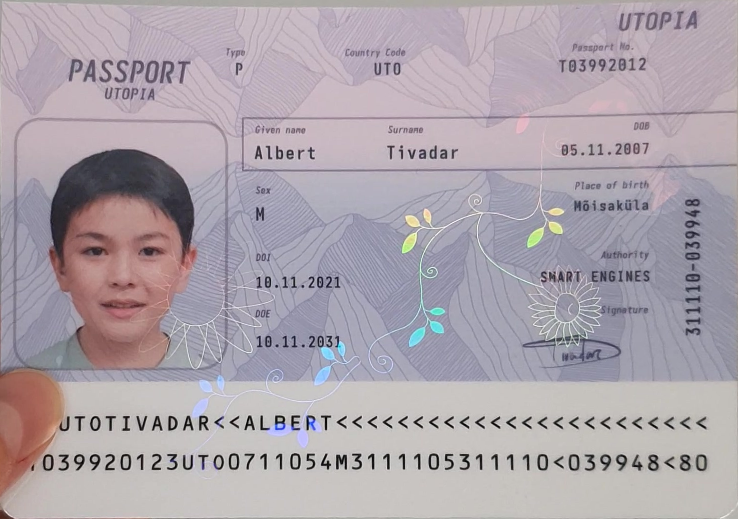 UTOPIA
PASSPORT
UTOPIA
Type
P
Country Code
UTO
Passport No.
T03992012
Given name
Albert
Surname
Tivadar
DOB
05.11.2007
Sex
M
Place of birth
Mõisaküla
DOI
10.11.2021
Authority
SMART ENGINES
DOE
10.11.2031
Signature
311110-039948
UTOTIVADAR<<ALBERT<<<<<<<<<<<<<<<<<<<<<<<<
039920123UTO0711054M3111105311110<039948<80